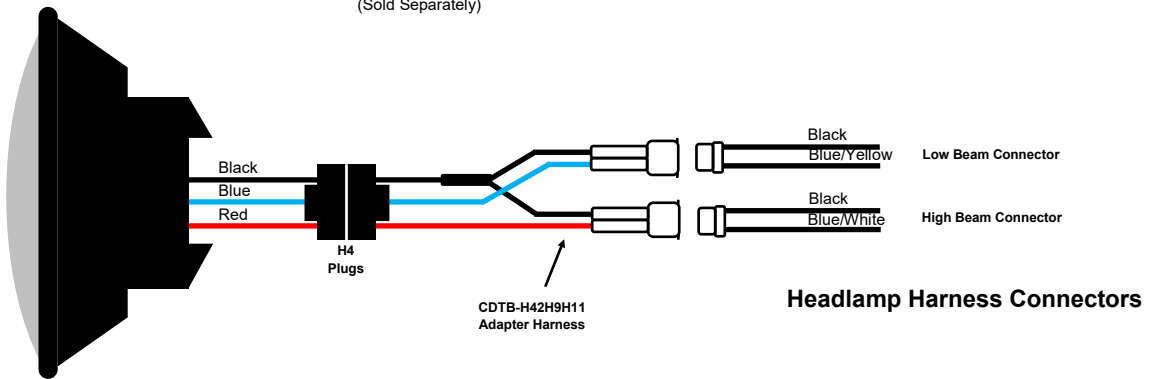 (Sold Separately)
Black
Blue
Red
H4
Plugs
CDTB-H42H9H11
Adapter Harness
Black
Blue/Yellow
Low Beam Connector
Black
Blue/White
High Beam Connector
Headlamp Harness Connectors